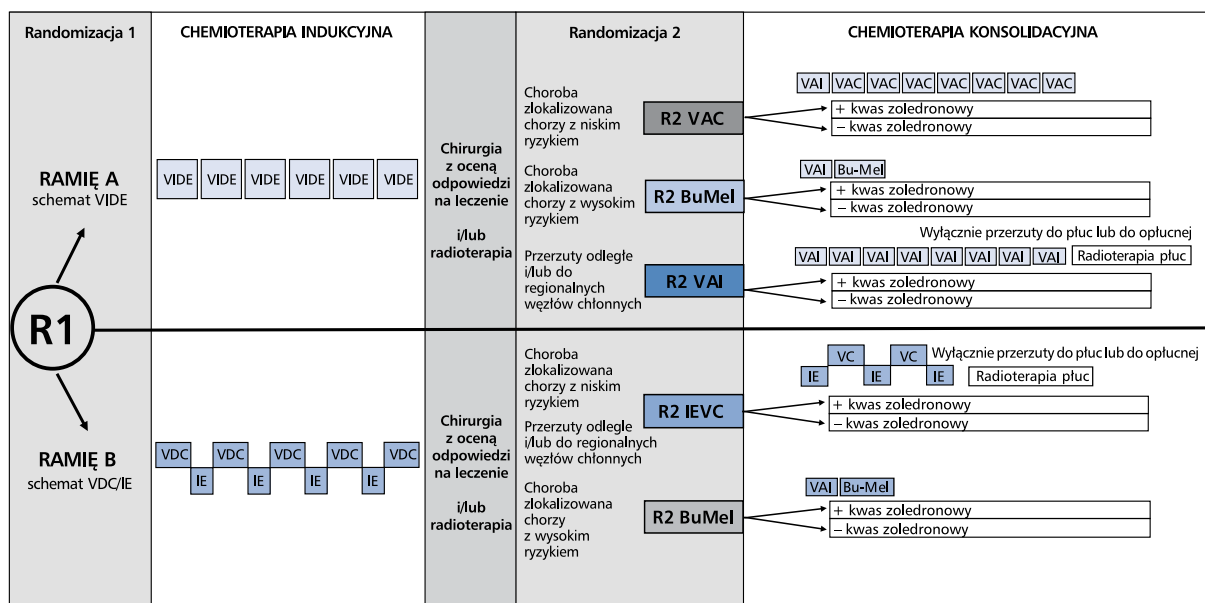 Randomizacja 1
CHEMIOTERAPIA INDUKCYJNA
Randomizacja 2
CHEMIOTERAPIA KONSOLIDACYJNA
R1
RAMIĘ A
schemat VIDE
VIDE VIDE VIDE VIDE VIDE VIDE
Chirurgia
z oceną
odpowiedzi
na leczenie
i/lub
radioterapia
Choroba
zlokalizowana
chorzy z niskim
ryzykiem
R2 VAC
VAI VAC VAC VAC VAC VAC VAC VAC
+ kwas zoledronowy
– kwas zoledronowy
Choroba
zlokalizowana
chorzy z wysokim
ryzykiem
R2 BuMel
VAI Bu-Mel
+ kwas zoledronowy
– kwas zoledronowy
Przerzuty odległe
i/lub do
regionalnych
węzłów chłonnych
R2 VAI
Wyłącznie przerzuty do płuc lub do opłucnej
VAI VAI VAI VAI VAI VAI VAI VAI Radioterapia płuc
+ kwas zoledronowy
– kwas zoledronowy
RAMIĘ B
schemat VDC/IE
VDC VDC VDC VDC VDC
IE IE IE IE
Chirurgia
z oceną
odpowiedzi
na leczenie
i/lub
radioterapia
Choroba
zlokalizowana
chorzy z niskim
ryzykiem
Przerzuty odległe
i/lub do regionalnych
węzłów chłonnych
R2 IEVC
VC VC Wyłącznie przerzuty do płuc lub do opłucnej
IE IE IE Radioterapia płuc
+ kwas zoledronowy
– kwas zoledronowy
Choroba
zlokalizowana
chorzy
z wysokim
ryzykiem
R2 BuMel
VAI Bu-Mel
+ kwas zoledronowy
– kwas zoledronowy